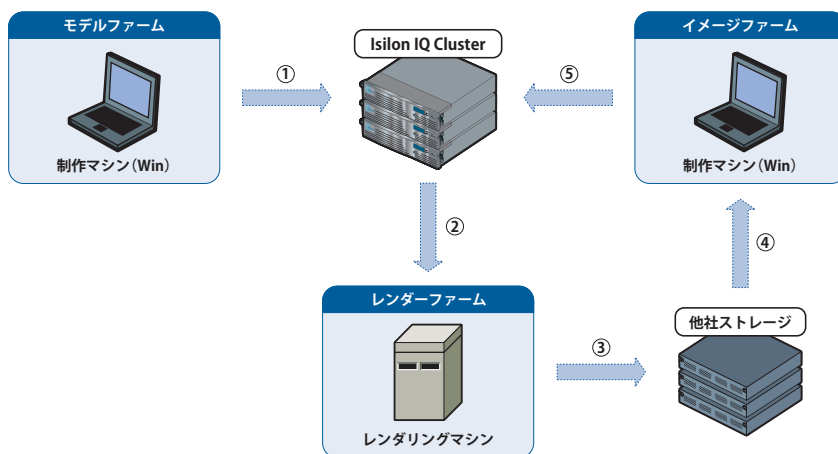 モデルファーム
制作マシン（Win）
①
Isilon IQ Cluster
⑤
イメージファーム
制作マシン（Win）
②
④
レンダーファーム
レンダリングマシン
③
他社ストレージ